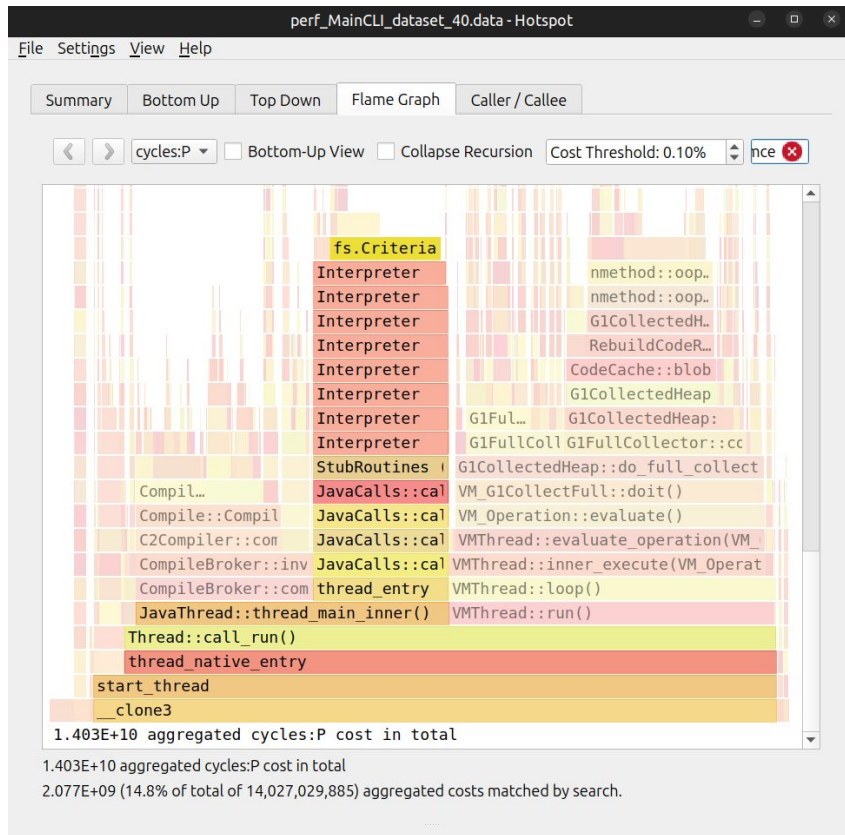 perf_MainCLI_dataset_40.data - Hotspot
File Settings View Help
Summary Bottom Up Top Down Flame Graph Caller / Callee
cycles:P Bottom-Up View Collapse Recursion Cost Threshold: 0.10% nce
fs.Criteria
Interpreter nmethod::oop…
Interpreter nmethod::oop…
Interpreter G1CollectedH…
Interpreter RebuildCodeR…
Interpreter CodeCache::blob
Interpreter G1CollectedHeap
Interpreter G1Ful… G1CollectedHeap:
Interpreter G1FullColl G1FullCollector::co
StubRoutines ( G1CollectedHeap::do_full_collect
Compil… JavaCalls::cal VM_G1CollectFull::doit()
Compile::Compil JavaCalls::cal VM_Operation::evaluate()
C2Compiler::com JavaCalls::cal VMThread::evaluate_operation(VM_
CompileBroker::inv JavaCalls::cal VMThread::inner_execute(VM_Operat
CompileBroker::com thread_entry VMThread::loop()
JavaThread::thread_main_inner() VMThread::run()
Thread::call_run()
thread_native_entry
start_thread
__clone3
1.403E+10 aggregated cycles:P cost in total
1.403E+10 aggregated cycles:P cost in total
2.077E+09 (14.8% of total of 14,027,029,885) aggregated costs matched by search.